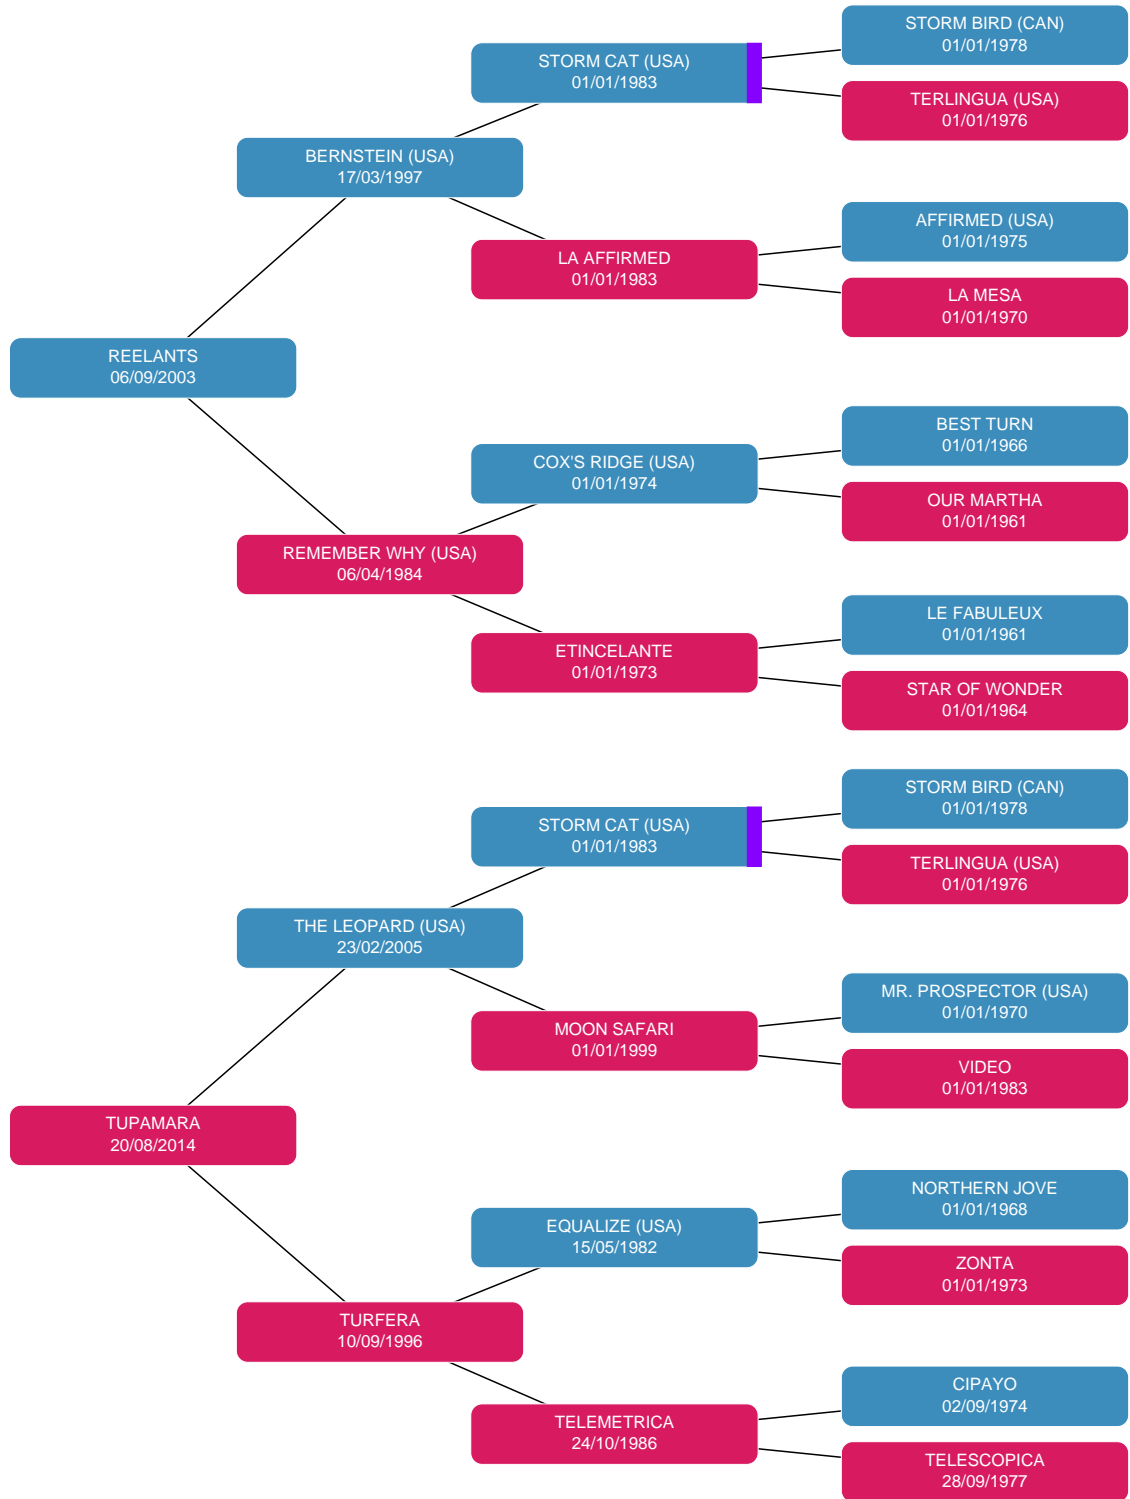 STORM BIRD (CAN)
01/01/1978
STORM CAT (USA)
01/01/1983
TERLINGUA (USA)
01/01/1976
BERNSTEIN (USA)
17/03/1997
AFFIRMED (USA)
01/01/1975
LA AFFIRMED
01/01/1983
LA MESA
01/01/1970
REELANTS
06/09/2003
BEST TURN
01/01/1966
COX'S RIDGE (USA)
01/01/1974
OUR MARTHA
01/01/1961
REMEMBER WHY (USA)
06/04/1984
LE FABULEUX
01/01/1961
ETINCELANTE
01/01/1973
STAR OF WONDER
01/01/1964
STORM BIRD (CAN)
01/01/1978
STORM CAT (USA)
01/01/1983
TERLINGUA (USA)
01/01/1976
THE LEOPARD (USA)
23/02/2005
MR. PROSPECTOR (USA)
01/01/1970
MOON SAFARI
01/01/1999
VIDEO
01/01/1983
TUPAMARA
20/08/2014
NORTHERN JOVE
01/01/1968
EQUALIZE (USA)
15/05/1982
ZONTA
01/01/1973
TURFERA
10/09/1996
CIPAYO
02/09/1974
TELEMETRICA
24/10/1986
TELESCOPICA
28/09/1977